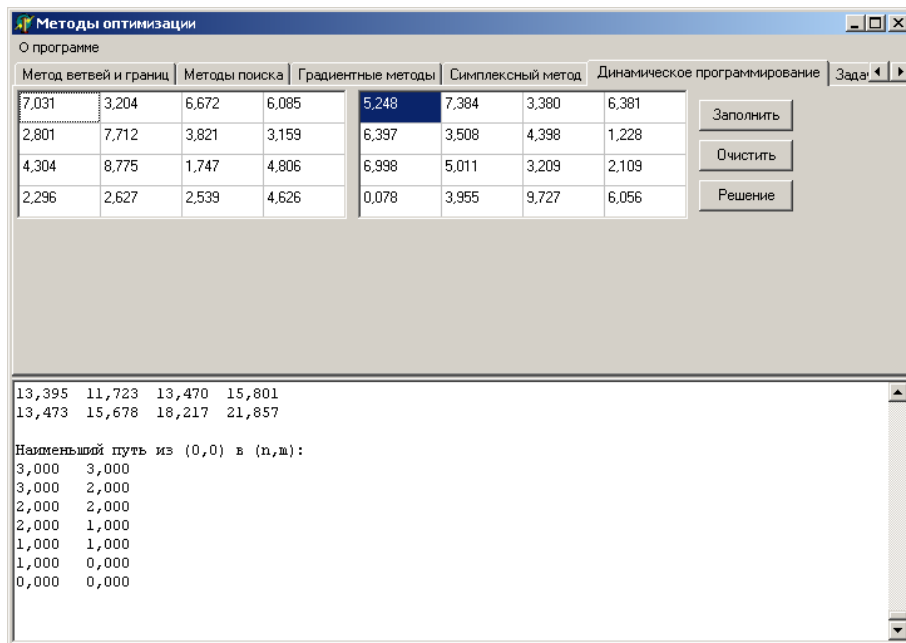 Методы оптимизации
О программе
Метод ветвей и границ Методы поиска Градиентные методы Симплексный метод Динамическое программирование Зада
7,031 3,204 6,672 6,085 5,248 7,384 3,380 6,381 Заполнить
2,801 7,712 3,821 3,159 6,397 3,508 4,398 1,228
Очистить
4,304 8,775 1,747 4,806 6,998 5,011 3,209 2,109
2,296 2,627 2,539 4,626 0,078 3,955 9,727 6,056 Решение
13,395 11,723 13,470 15,801
13,473 15,678 18,217 21,857
Наименьший путь из (0,0) в (n,m):
3,000 3,000
3,000 2,000
2,000 2,000
2,000 1,000
1,000 1,000
1,000 0,000
0,000 0,000